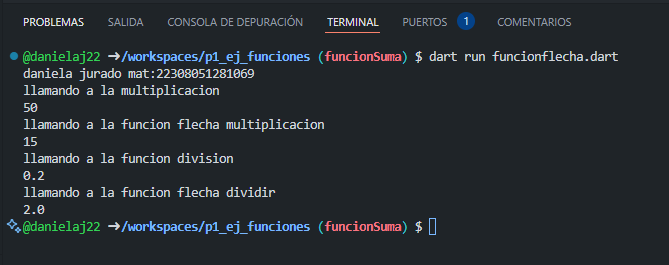 PROBLEMAS SALIDA CONSOLA DE DEPURACIÓN TERMINAL PUERTOS 1 COMENTARIOS
@danielaj22 ➜/workspaces/p1_ej_funciones (funcionSuma) $ dart run funcionflecha.dart
daniela jurado mat:22308051281069
llamando a la multiplicacion
50
llamando a la funcion flecha multiplicacion
15
llamando a la funcion division
0.2
llamando a la funcion flecha dividir
2.0
@danielaj22 ➜/workspaces/p1_ej_funciones (funcionSuma) $